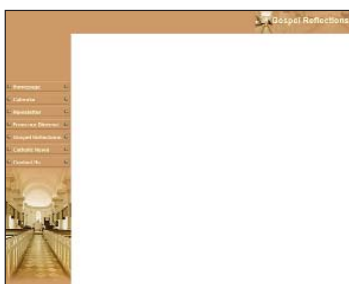 Gospel Reflections
Homepage
Calendar
Newsletter
Gospel Reflections
Catholic News
Contact Us